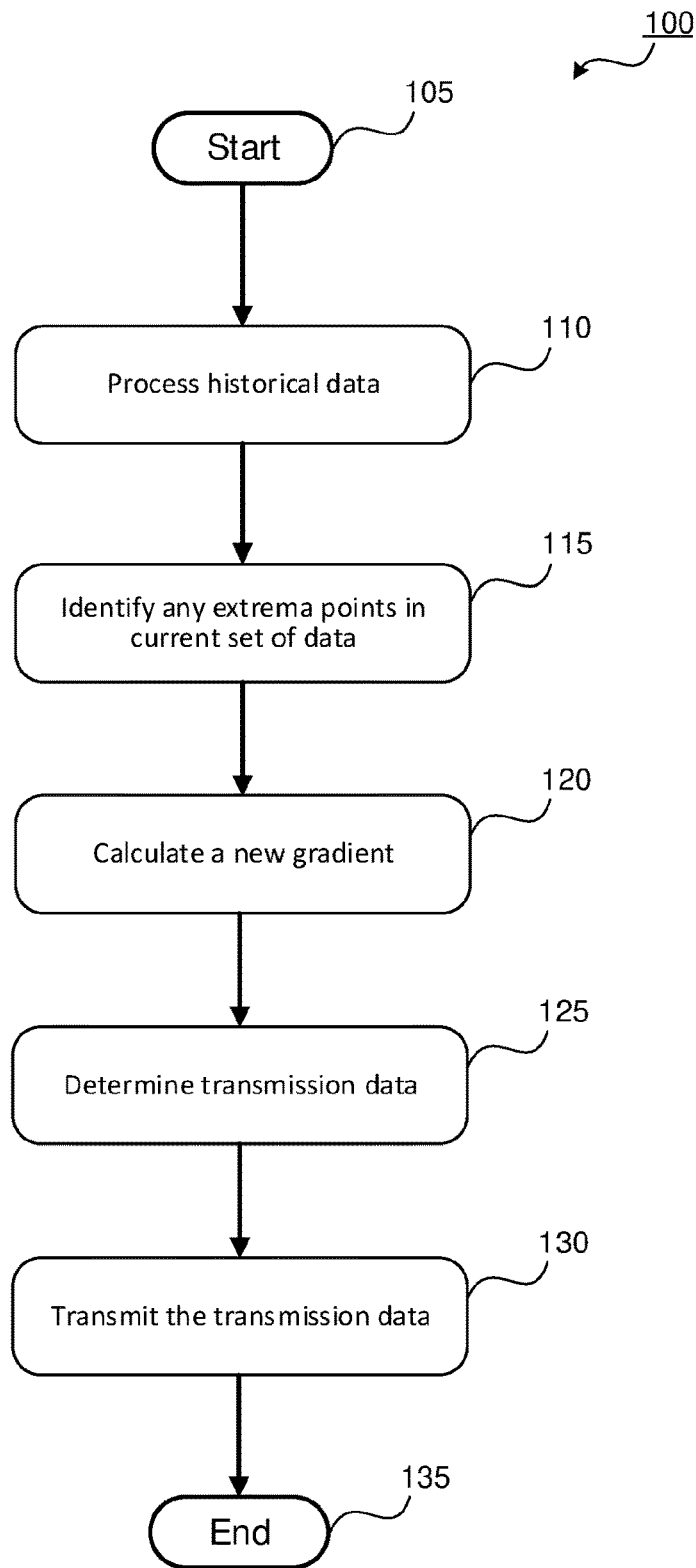 100
105
Start
110
Process historical data
115
Identify any extrema points in
current set of data
120
Calculate a new gradient
125
Determine transmission data
130
Transmit the transmission data
135
End